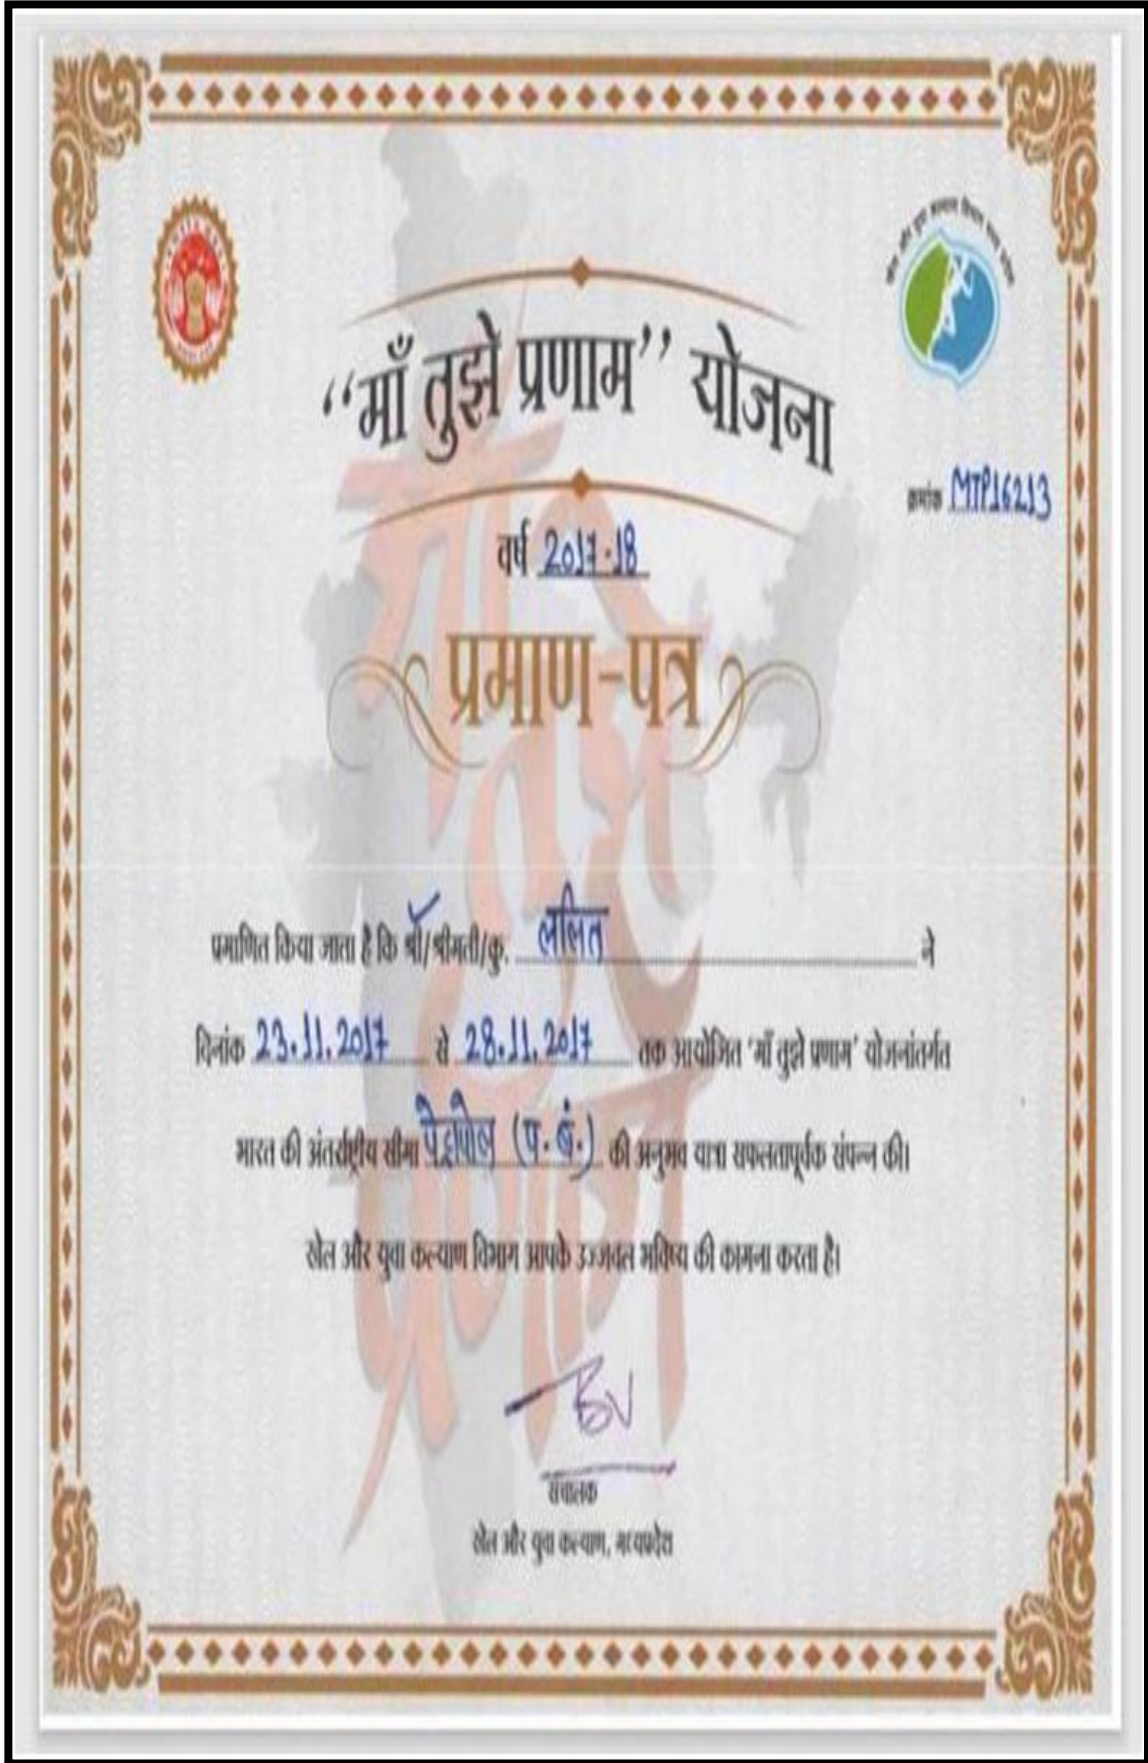 “माँ तुझे प्रणाम” योजना
क्रमांक MTP16213
वर्ष 2017-18
प्रमाण-पत्र
प्रमाणित किया जाता है कि श्री/श्रीमती/कु. ललित ने
दिनांक 23.11.2017 से 28.11.2017 तक आयोजित 'माँ तुझे प्रणाम' योजनांतर्गत
भारत की अंतर्राष्ट्रीय सीमा पेट्रापोल (प. बं.) की अनुभव यात्रा सफलतापूर्वक संपन्न की।
खेल और युवा कल्याण विभाग आपके उज्जवल भविष्य की कामना करता है।
संचालक
खेल और युवा कल्याण, मध्यप्रदेश
माँ तुझे प्रणाम